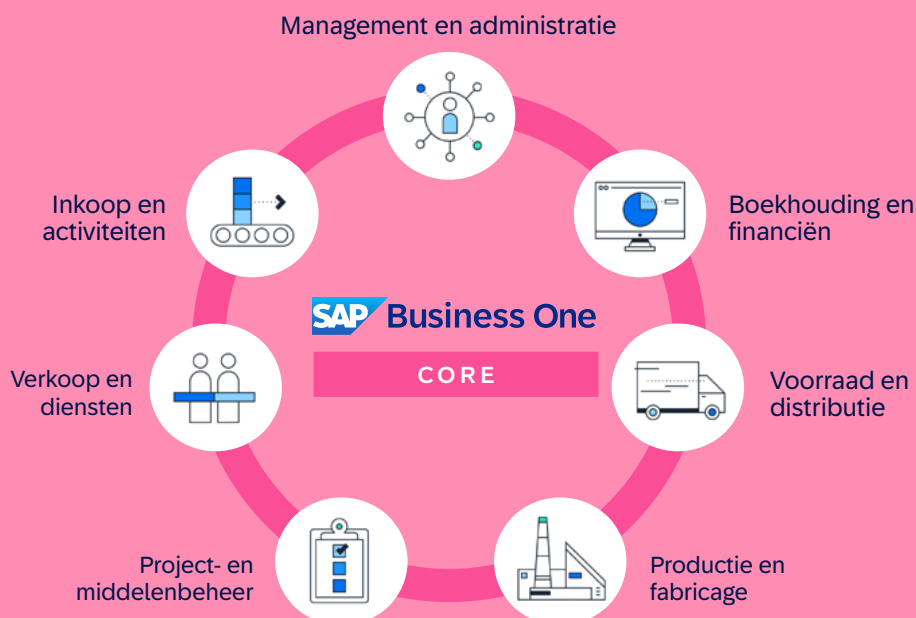 Management en administratie
Inkoop en
activiteiten
Boekhouding en
financiën
SAP Business One
CORE
Verkoop en
diensten
Voorraad en
distributie
Project- en
middelenbeheer
Productie en
fabricage